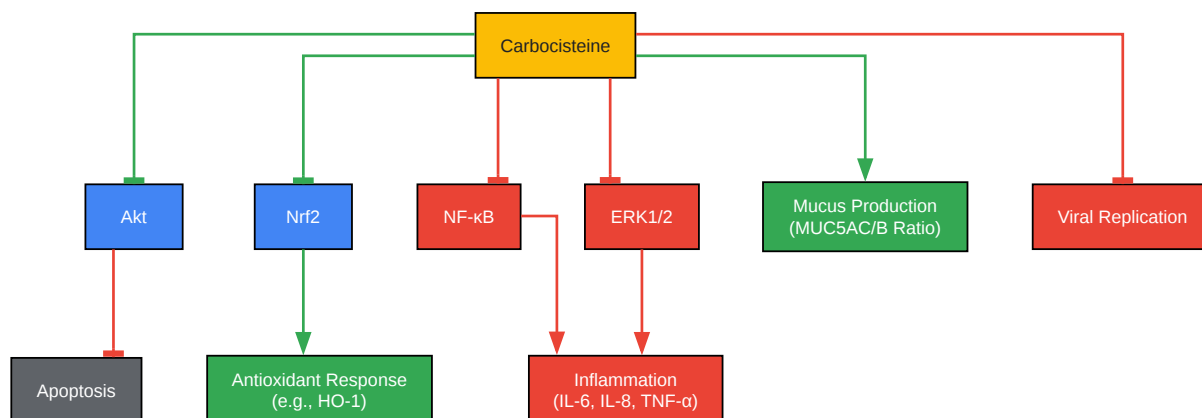 Carbocisteine
Akt
Nrf2
NF-κB
ERK1/2
Mucus Production
(MUC5AC/B Ratio)
Viral Replication
Apoptosis
Antioxidant Response
(e.g., HO-1)
Inflammation
(IL-6, IL-8, TNF-α)